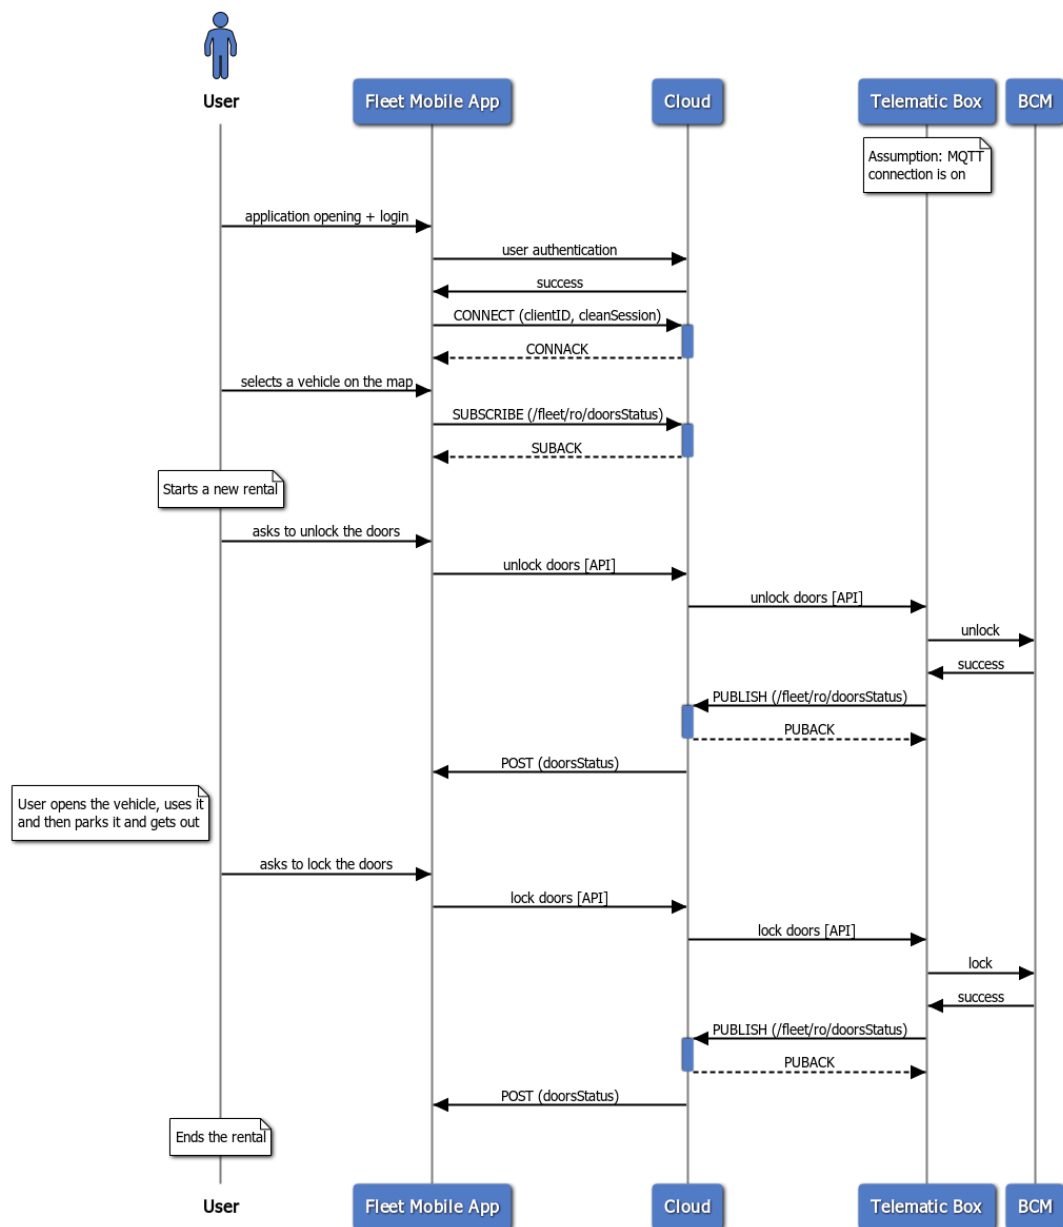 User
Fleet Mobile App
Cloud
Telematic Box
BCM
Assumption: MQTT
connection is on
application opening + login
user authentication
success
CONNECT (clientID, cleanSession)
CONNACK
selects a vehicle on the map
SUBSCRIBE (/fleet/ro/doorsStatus)
SUBACK
Starts a new rental
asks to unlock the doors
unlock doors [API]
unlock doors [API]
unlock
success
PUBLISH (/fleet/ro/doorsStatus)
PUBACK
POST (doorsStatus)
User opens the vehicle, uses it
and then parks it and gets out
asks to lock the doors
lock doors [API]
lock doors [API]
lock
success
PUBLISH (/fleet/ro/doorsStatus)
PUBACK
POST (doorsStatus)
Ends the rental
User
Fleet Mobile App
Cloud
Telematic Box
BCM